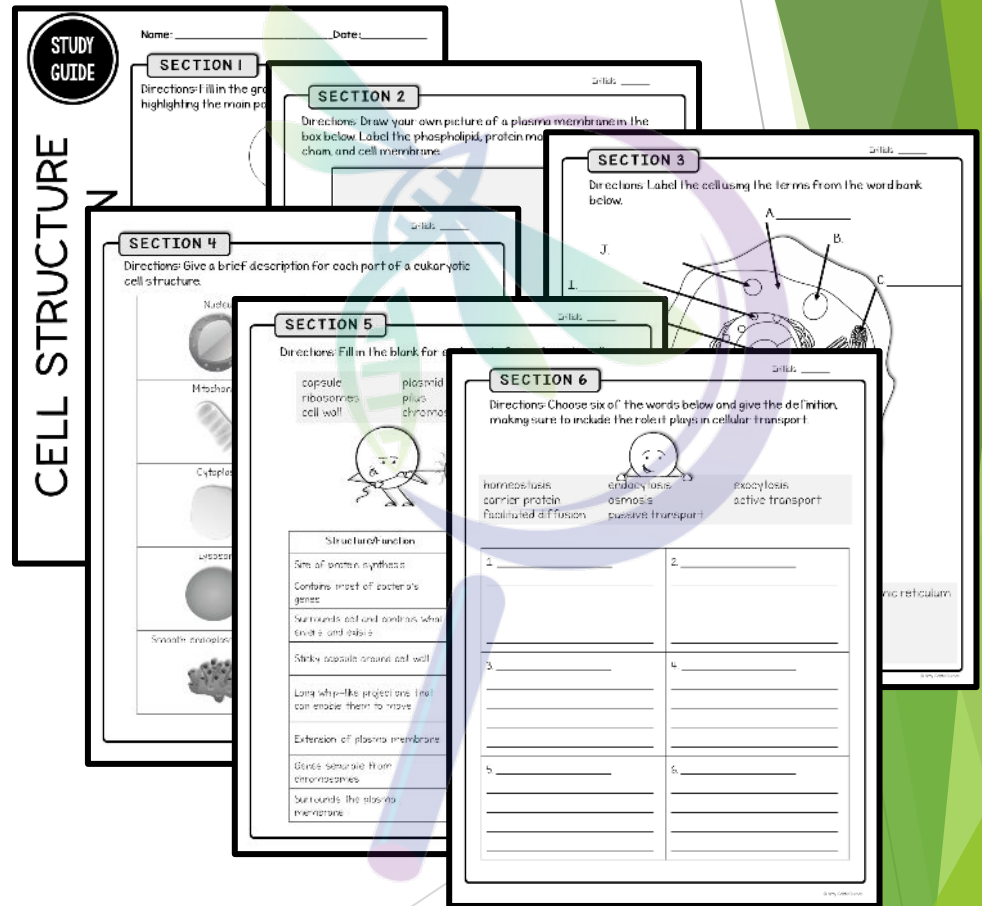 STUDY
GUIDE
CELL STRUCTURE
Name: Date:
SECTION 1
Directions: Fill in the
highlighting the main
SECTION 2
Initials
Directions: Draw your own picture of a plasma membrane in the
box below. Label the phospholipid, protein
chain, and cell membrane.
SECTION 3
Initials
Directions: Label the cell using the terms from the word bank
below.
A.
B.
C.
J.
I.
reticulum
SECTION 4
Initials
Directions: Give a brief description for each part of a eukaryotic
cell structure.
SECTION 5
Initials
Directions: Fill in the blank for
capsule plasmid
ribosomes pilus
cell wall
Structure/Function
Site of protein synthesis
Contains most of bacteria's
genes
Surrounds cell and controls what
enters and exists
Sticky capsule around cell wall
Long whip-like projections that
can enable them to move
Extension of plasma membrane
Genes separate from
chromosomes
Surrounds the plasma
membrane
SECTION 6
Initials
Directions: Choose six of the words below and give the definition,
making sure to include the role it plays in cellular transport.
homeostasis endocytosis exocytosis
carrier protein osmosis active transport
facilitated diffusion passive transport
1. 2.
3. 4.
5. 6.